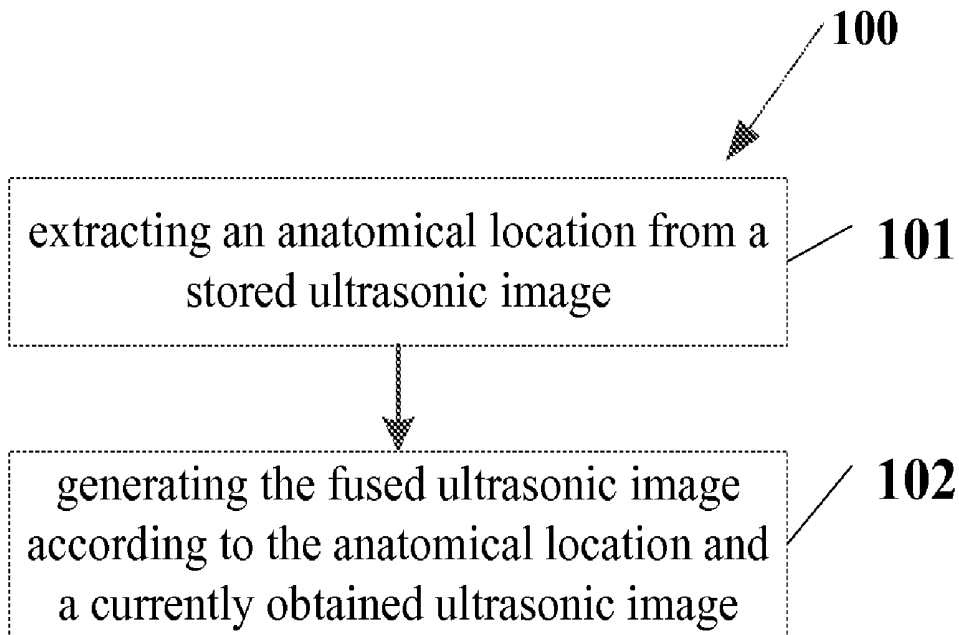 100
extracting an anatomical location from a
stored ultrasonic image
101
generating the fused ultrasonic image
according to the anatomical location and
a currently obtained ultrasonic image
102